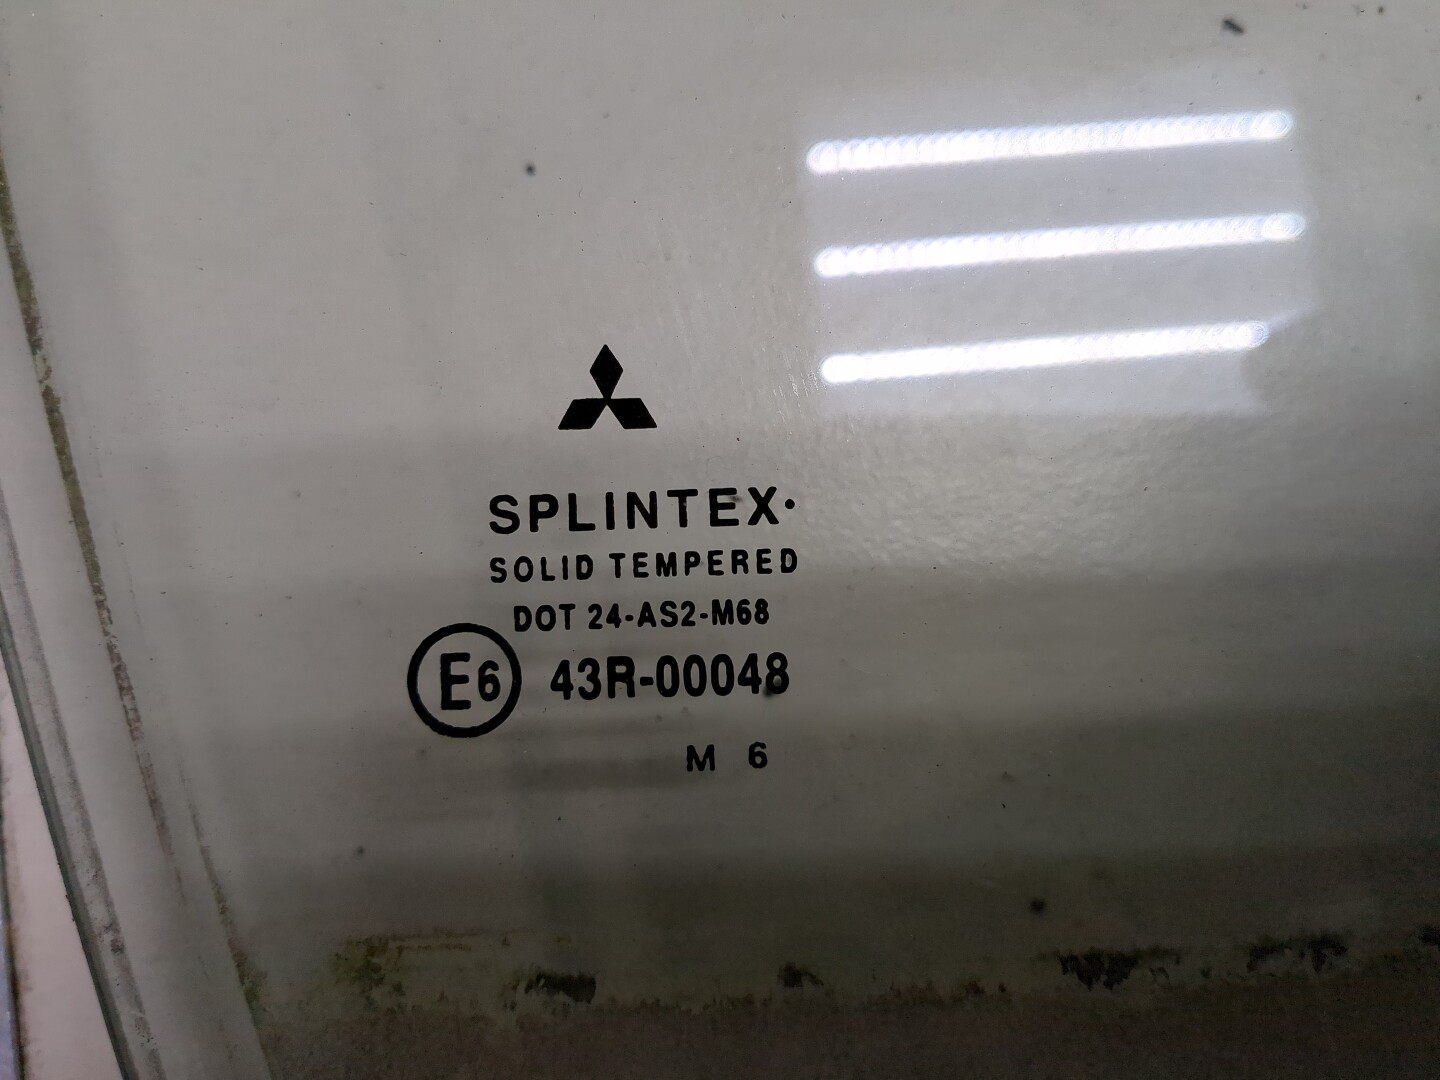 SPLINTEX·
SOLID TEMPERED
DOT 24-AS2-M68
E6 43R-00048
M 6